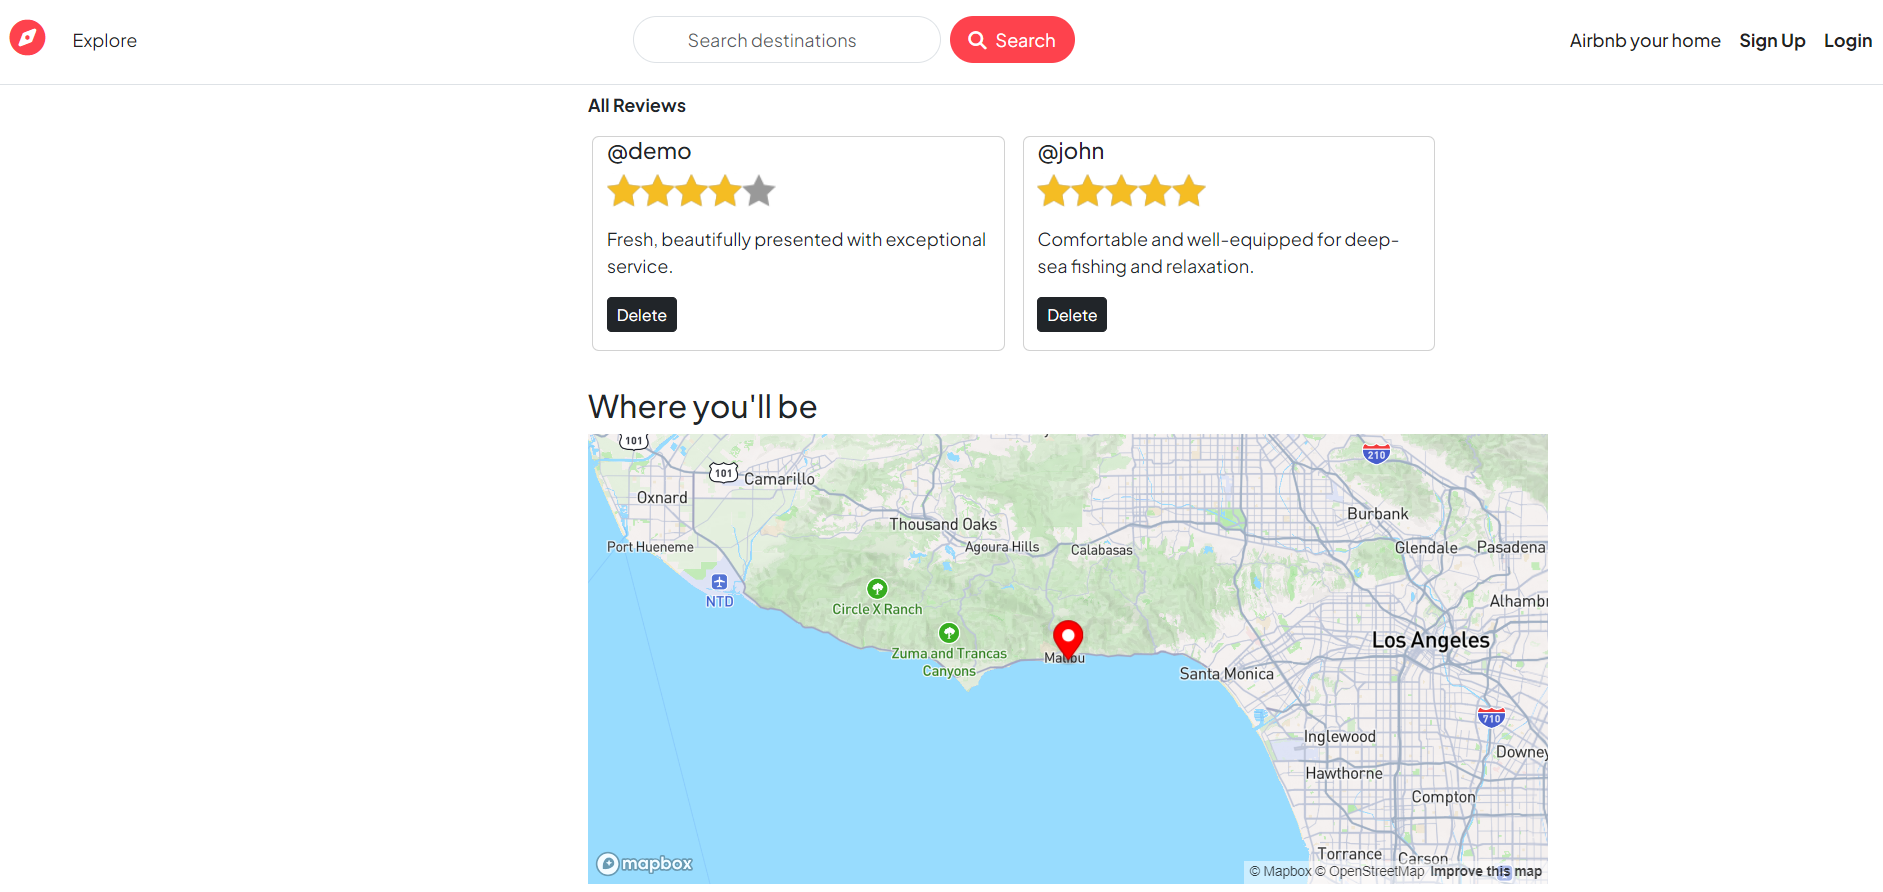 Explore
Search destinations
Search
Airbnb your home
Sign Up
Login
All Reviews
@demo
Fresh, beautifully presented with exceptional
service.
Delete
@john
Comfortable and well-equipped for deep-
sea fishing and relaxation.
Delete
Where you'll be
101
101
Camarillo
Oxnard
210
Thousand Oaks
Burbank
Port Hueneme
Agoura Hills
Calabasas
Glendale
Pasadena
NTD
Circle X Ranch
Alhamb
Los Angeles
Zuma and Trancas
Canyons
Malibu
Santa Monica
710
Inglewood
Downey
Hawthorne
Compton
Torrance
Carson
mapbox
© Mapbox © OpenStreetMap Improve this map